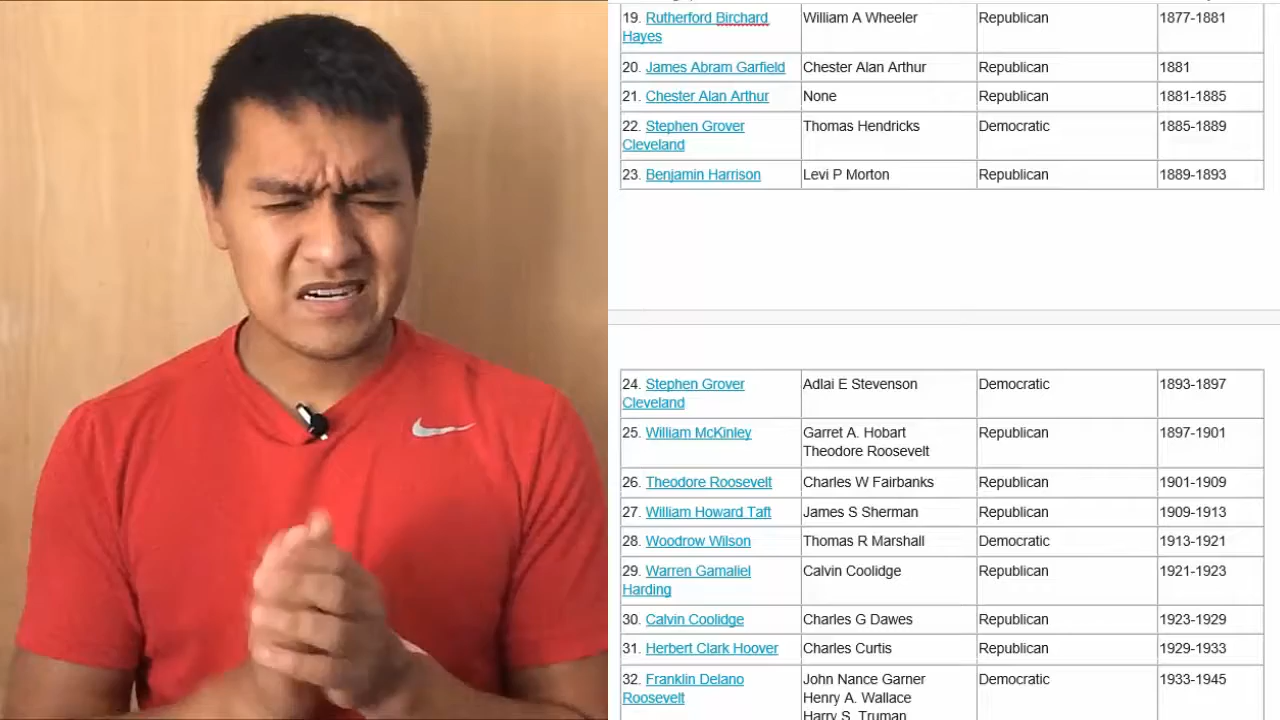 19. Rutherford Birchard Hayes William A Wheeler Republican 1877-1881
20. James Abram Garfield Chester Alan Arthur Republican 1881
21. Chester Alan Arthur None Republican 1881-1885
22. Stephen Grover Cleveland Thomas Hendricks Democratic 1885-1889
23. Benjamin Harrison Levi P Morton Republican 1889-1893
24. Stephen Grover Cleveland Adlai E Stevenson Democratic 1893-1897
25. William McKinley Garret A. Hobart Theodore Roosevelt Republican 1897-1901
26. Theodore Roosevelt Charles W Fairbanks Republican 1901-1909
27. William Howard Taft James S Sherman Republican 1909-1913
28. Woodrow Wilson Thomas R Marshall Democratic 1913-1921
29. Warren Gamaliel Harding Calvin Coolidge Republican 1921-1923
30. Calvin Coolidge Charles G Dawes Republican 1923-1929
31. Herbert Clark Hoover Charles Curtis Republican 1929-1933
32. Franklin Delano Roosevelt John Nance Garner Henry A. Wallace Harry S. Truman Democratic 1933-1945